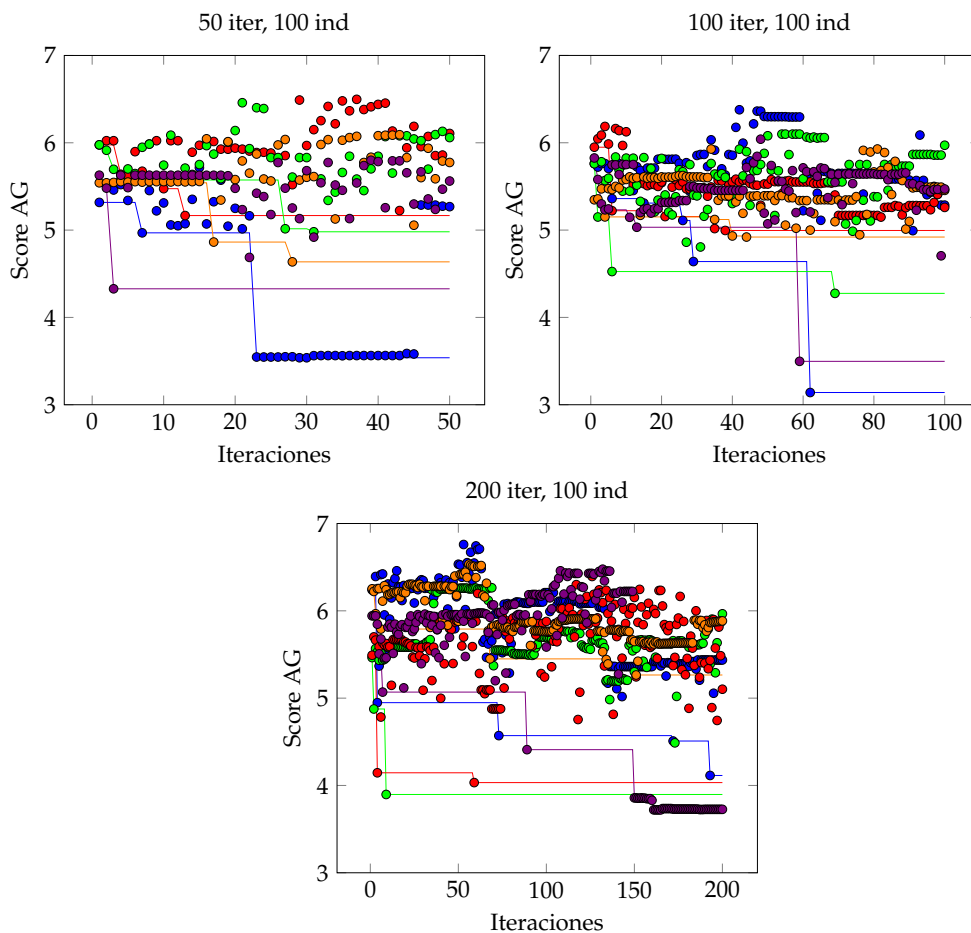 50 iter, 100 ind
7
6
5
4
3
Score AG
0 10 20 30 40 50
Iteraciones
100 iter, 100 ind
7
6
5
4
3
Score AG
0 20 40 60 80 100
Iteraciones
200 iter, 100 ind
7
6
5
4
3
Score AG
0 50 100 150 200
Iteraciones